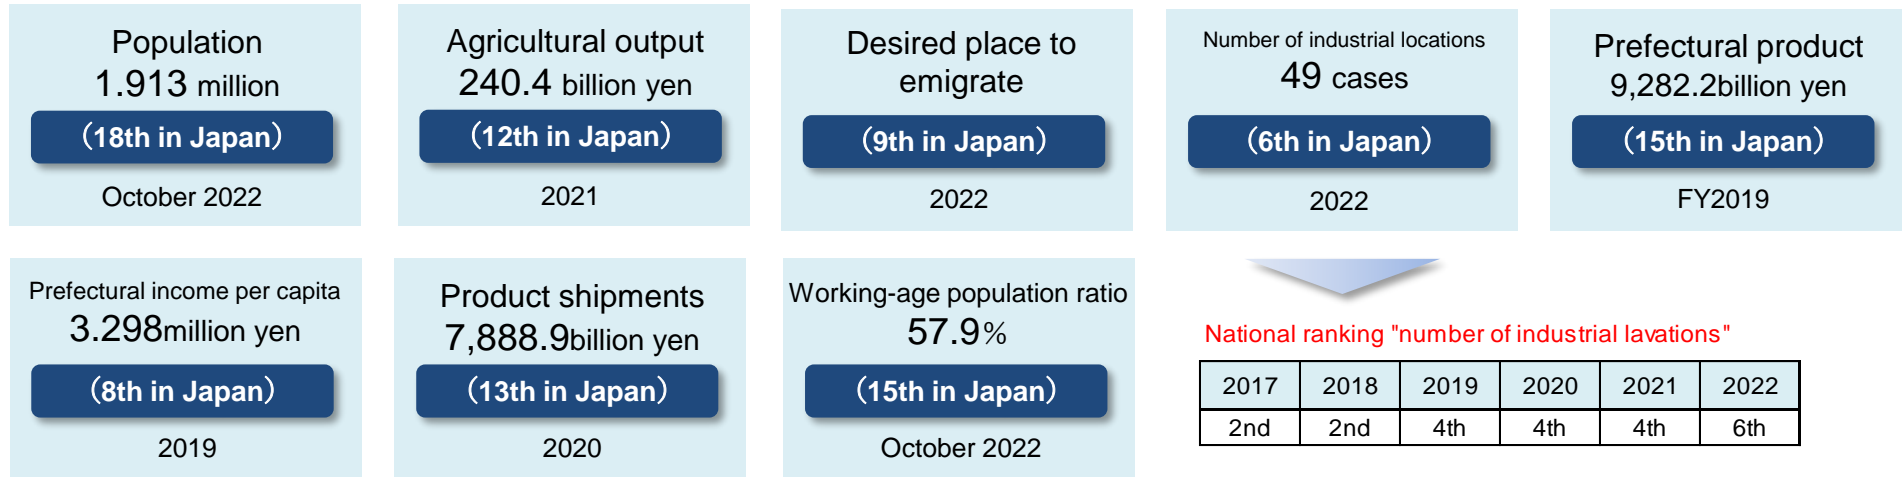 Population
1.913 million
（18th in Japan）
October 2022
Agricultural output
240.4 billion yen
（12th in Japan）
2021
Desired place to
emigrate
（9th in Japan）
2022
Number of industrial locations
49 cases
（6th in Japan）
2022
Prefectural product
9,282.2billion yen
（15th in Japan）
FY2019
Prefectural income per capita
3.298million yen
（8th in Japan）
2019
Product shipments
7,888.9billion yen
（13th in Japan）
2020
Working-age population ratio
57.9%
（15th in Japan）
October 2022
National ranking "number of industrial lavations"
2017 2018 2019 2020 2021 2022
2nd 2nd 4th 4th 4th 6th